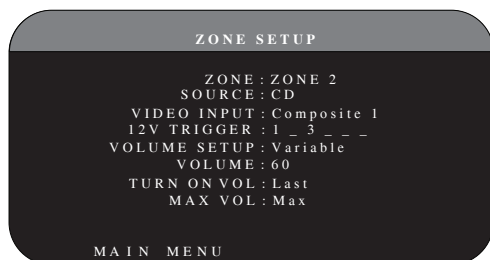 ZONE SETUP
ZONE : ZONE 2
SOURCE : CD
VIDEO INPUT : Composite 1
12V TRIGGER : 1 _ 3 _ _ _
VOLUME SETUP : Variable
VOLUME : 60
TURN ON VOL : Last
MAX VOL : Max
MAIN MENU